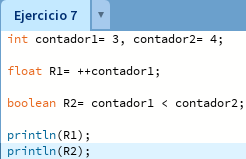 Ejercicio 7
int contador1= 3, contador2= 4;
float R1= ++contador1;
boolean R2= contador1 < contador2;
println(R1);
println(R2);